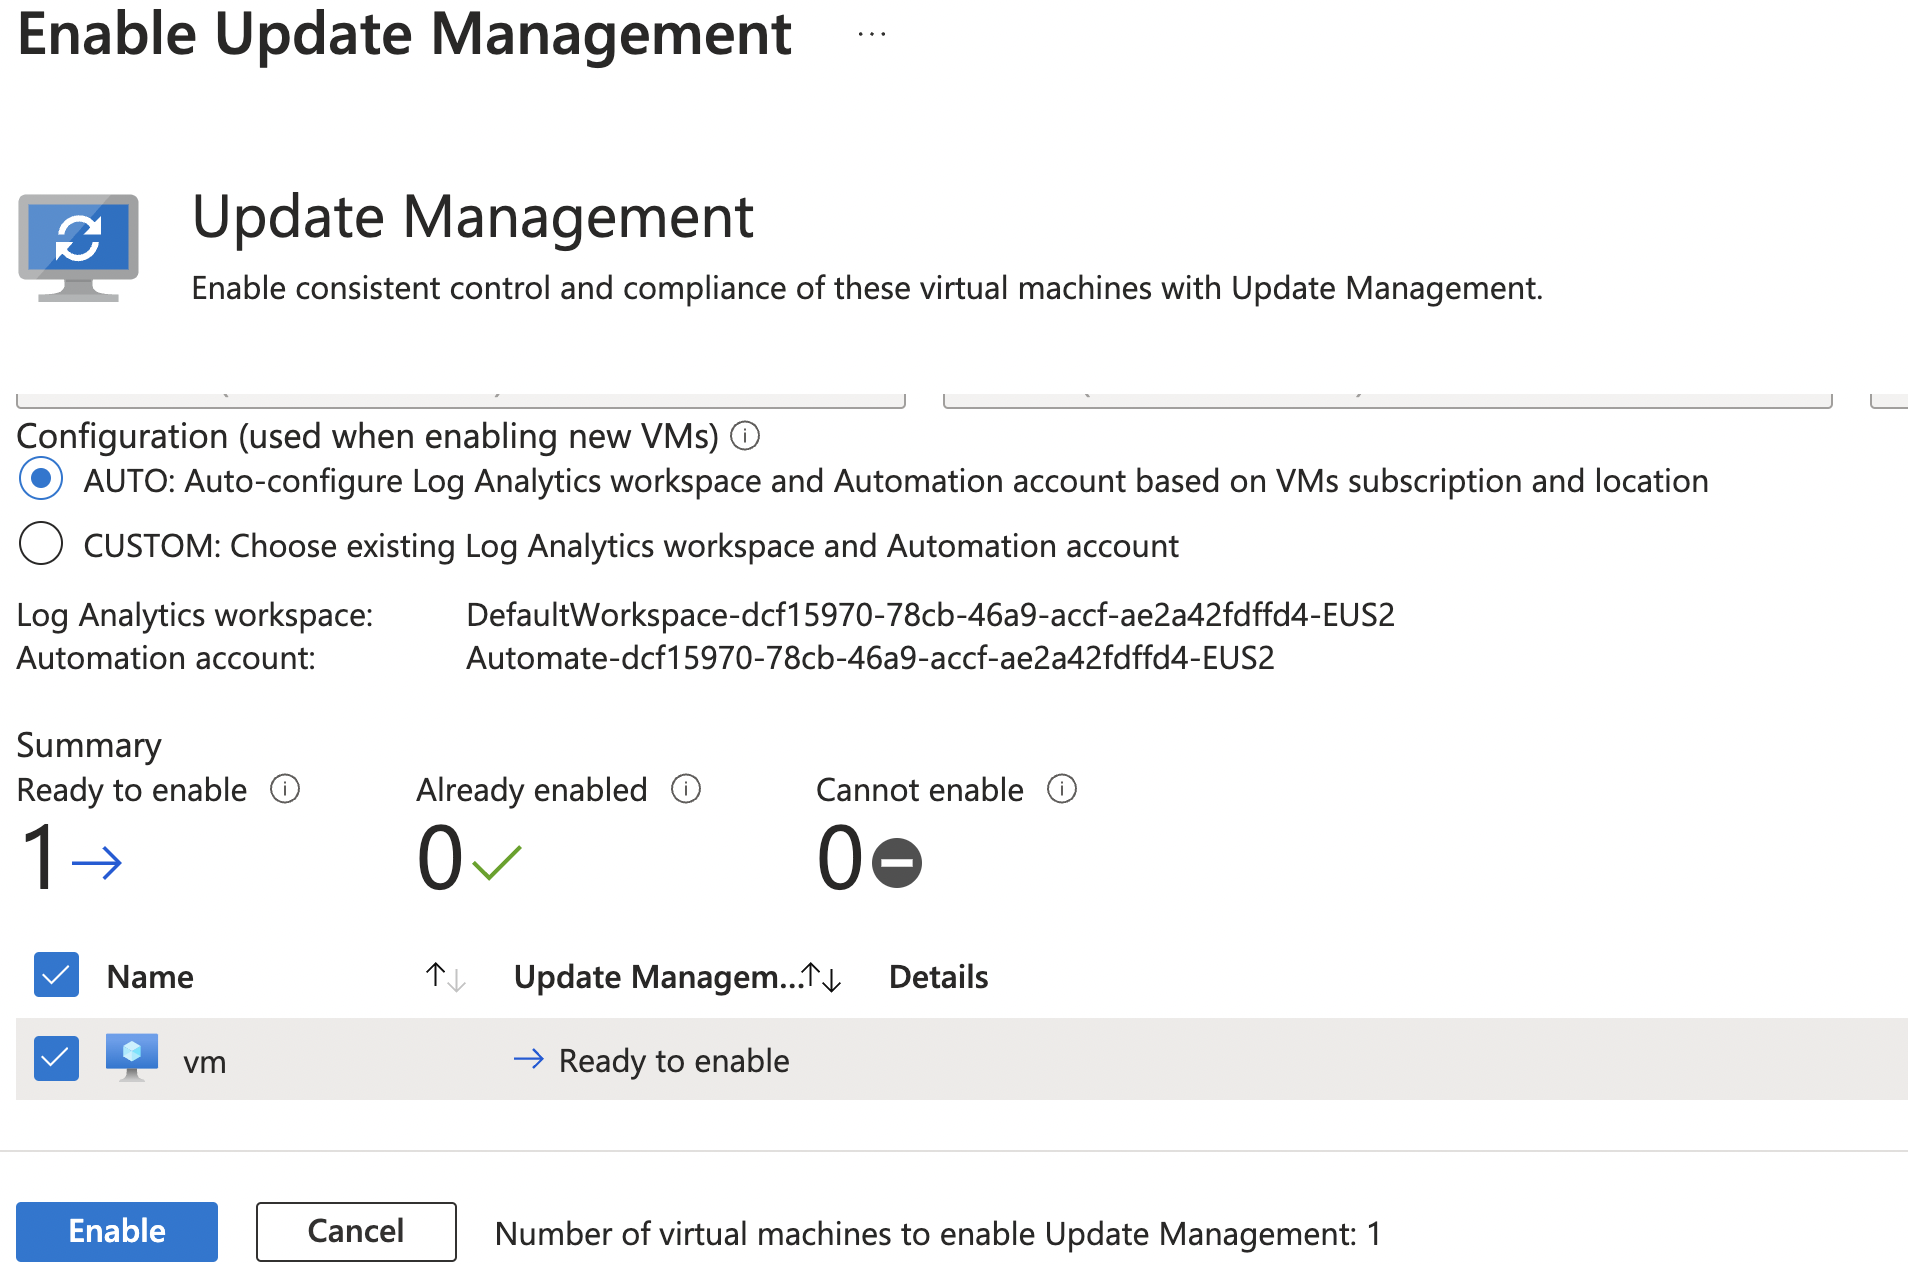 Enable Update Management ...
Update Management
Enable consistent control and compliance of these virtual machines with Update Management.
Configuration (used when enabling new VMs)
AUTO: Auto-configure Log Analytics workspace and Automation account based on VMs subscription and location
CUSTOM: Choose existing Log Analytics workspace and Automation account
Log Analytics workspace: DefaultWorkspace-dcf15970-78cb-46a9-accf-ae2a42fdffd4-EUS2
Automation account: Automate-dcf15970-78cb-46a9-accf-ae2a42fdffd4-EUS2
Summary
Ready to enable Already enabled Cannot enable
1 0 0
Name Update Managem... Details
vm Ready to enable
Enable Cancel Number of virtual machines to enable Update Management: 1